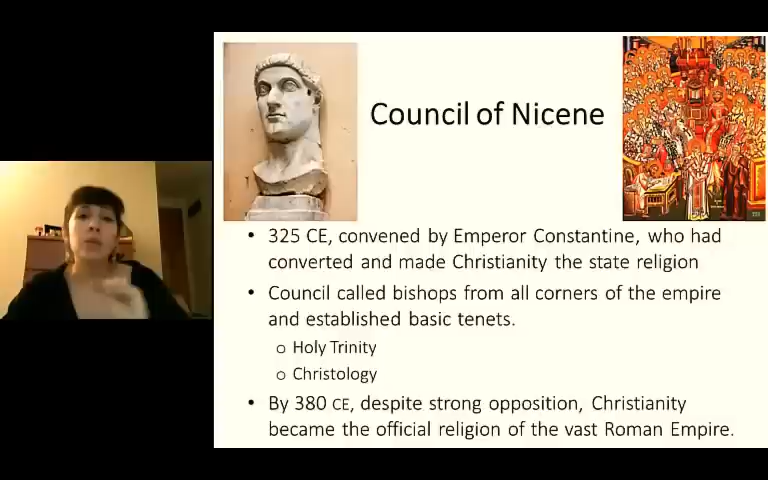 Council of Nicene
• 325 CE, convened by Emperor Constantine, who had
converted and made Christianity the state religion
• Council called bishops from all corners of the empire
and established basic tenets.
o Holy Trinity
o Christology
• By 380 CE, despite strong opposition, Christianity
became the official religion of the vast Roman Empire.